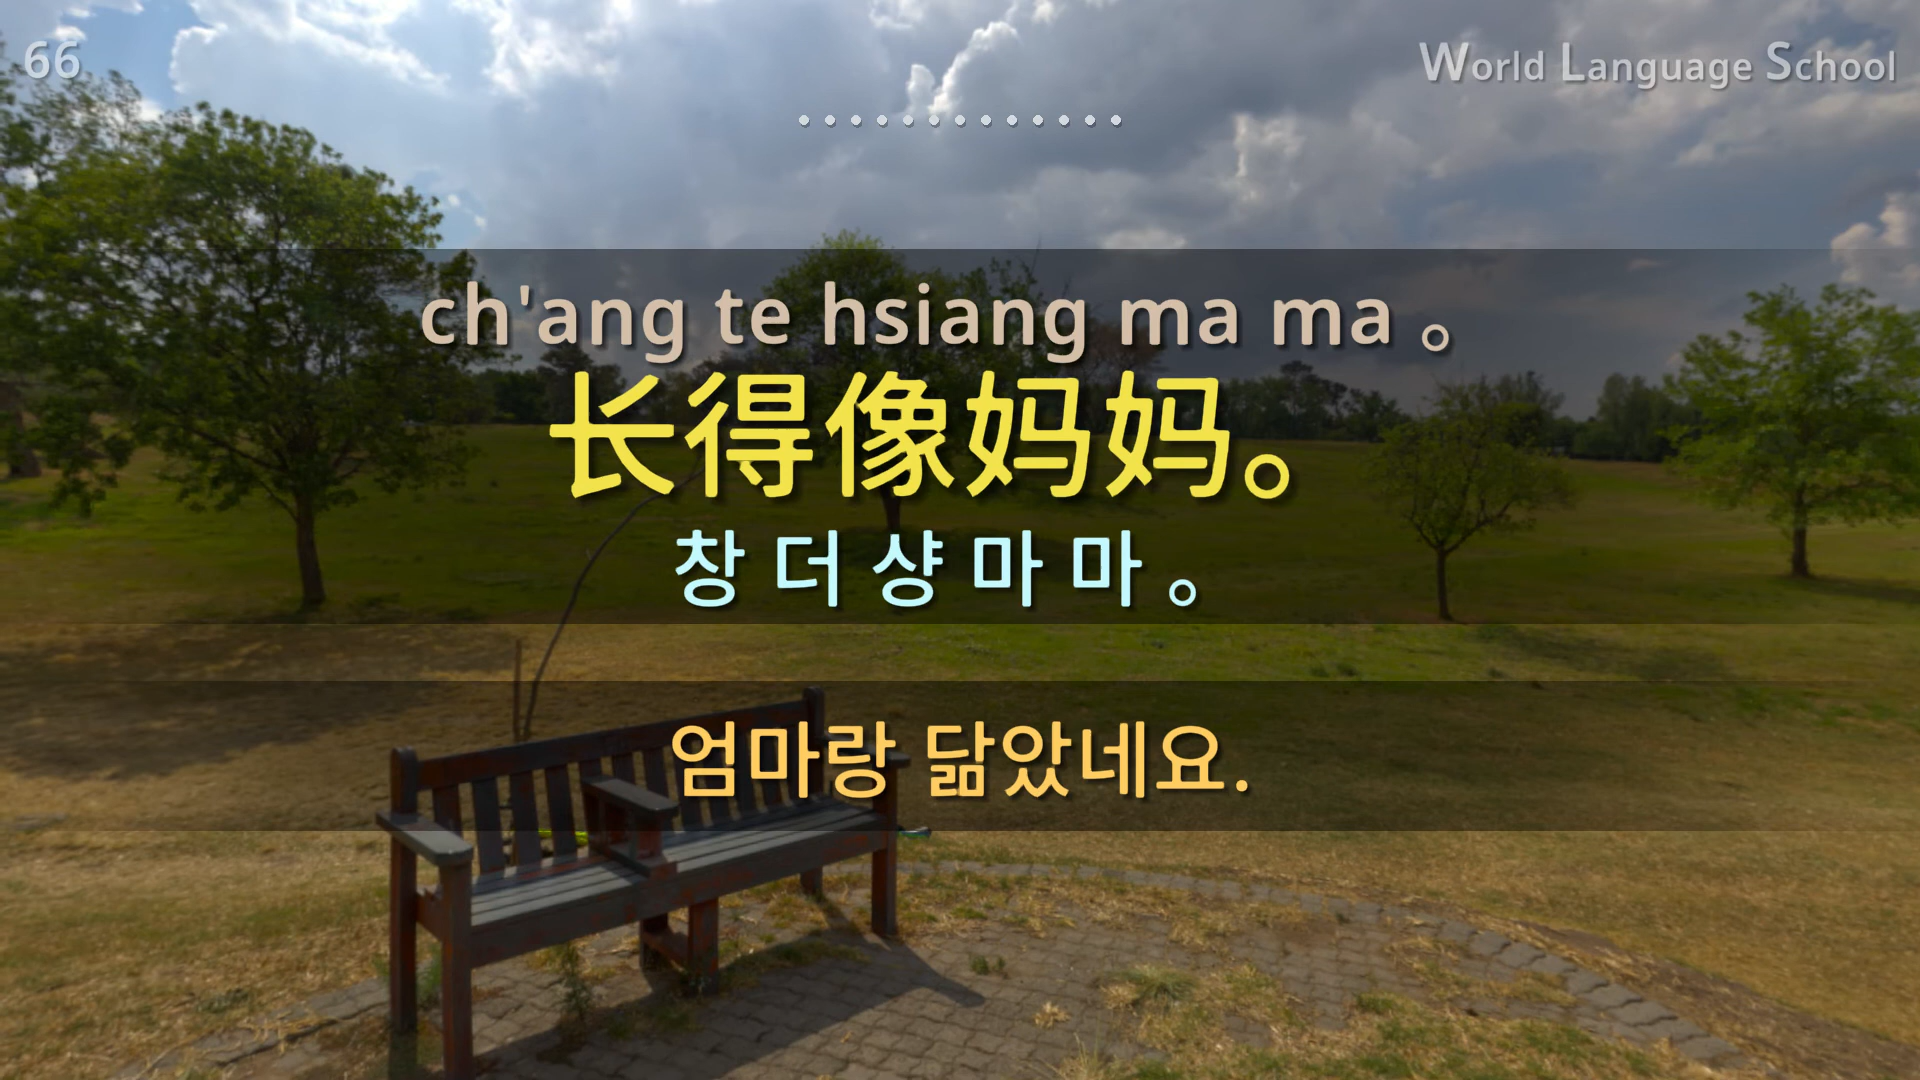 66
World Language School
.............
ch'ang te hsiang ma ma 。
长得像妈妈。
창 더 샹 마 마 。
엄마랑 닮았네요.